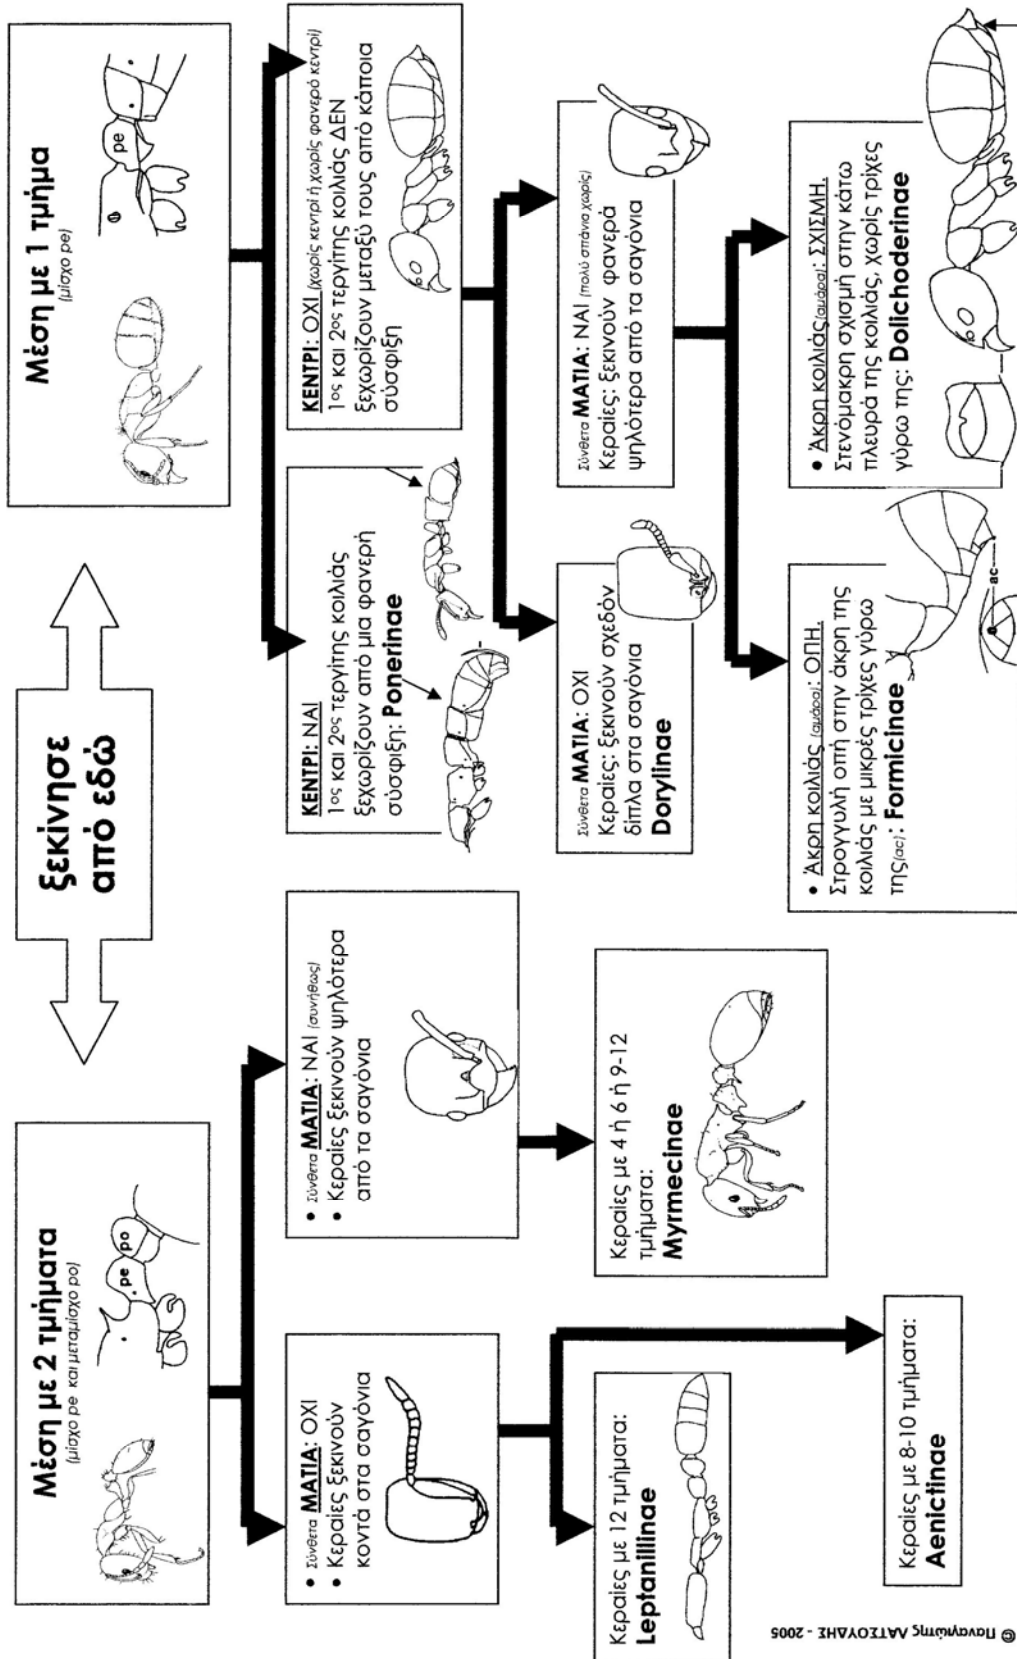 ξεκίνησε
από εδώ
Μέση με 2 τμήματα
(μίσχο pe και μεταμίσχο po)
pe
po
• Σύνθετα ΜΑΤΙΑ: ΟΧΙ
• Κεραίες ξεκινούν
κοντά στα σαγόνια
• Σύνθετα ΜΑΤΙΑ: ΝΑΙ (συνήθως)
• Κεραίες ξεκινούν ψηλότερα
από τα σαγόνια
Κεραίες με 12 τμήματα:
Leptanillinae
Κεραίες με 8-10 τμήματα:
Aenictinae
Κεραίες με 4 ή 6 ή 9-12
τμήματα:
Myrmecinae
Μέση με 1 τμήμα
(μίσχο pe)
pe
ΚΕΝΤΡΙ: ΝΑΙ
1ος και 2ος τεργίτης κοιλιάς
ξεχωρίζουν από μια φανερή
σύσφιξη: Ponerinae
ΚΕΝΤΡΙ: ΟΧΙ (χωρίς κεντρί ή χωρίς φανερό κεντρί)
1ος και 2ος τεργίτης κοιλιάς ΔΕΝ
ξεχωρίζουν μεταξύ τους από κάποια
σύσφιξη
Σύνθετα ΜΑΤΙΑ: ΟΧΙ
Κεραίες: ξεκινούν σχεδόν
δίπλα στα σαγόνια
Dorylinae
Σύνθετα ΜΑΤΙΑ: ΝΑΙ (πολύ σπάνια χωρίς)
Κεραίες: ξεκινούν φανερά
ψηλότερα από τα σαγόνια
• Άκρη κοιλιάς (αμάρα): ΟΠΗ.
Στρογγυλή οπή στην άκρη της
κοιλιάς με μικρές τρίχες γύρω
της(ac): Formicinae
ac
• Άκρη κοιλιάς(αμάρα): ΣΧΙΣΜΗ.
Στενόμακρη σχισμή στην κάτω
πλευρά της κοιλιάς, χωρίς τρίχες
γύρω της: Dolichoderinae
© Παναγιώτης ΛΑΤΣΟΥΔΗΣ - 2005